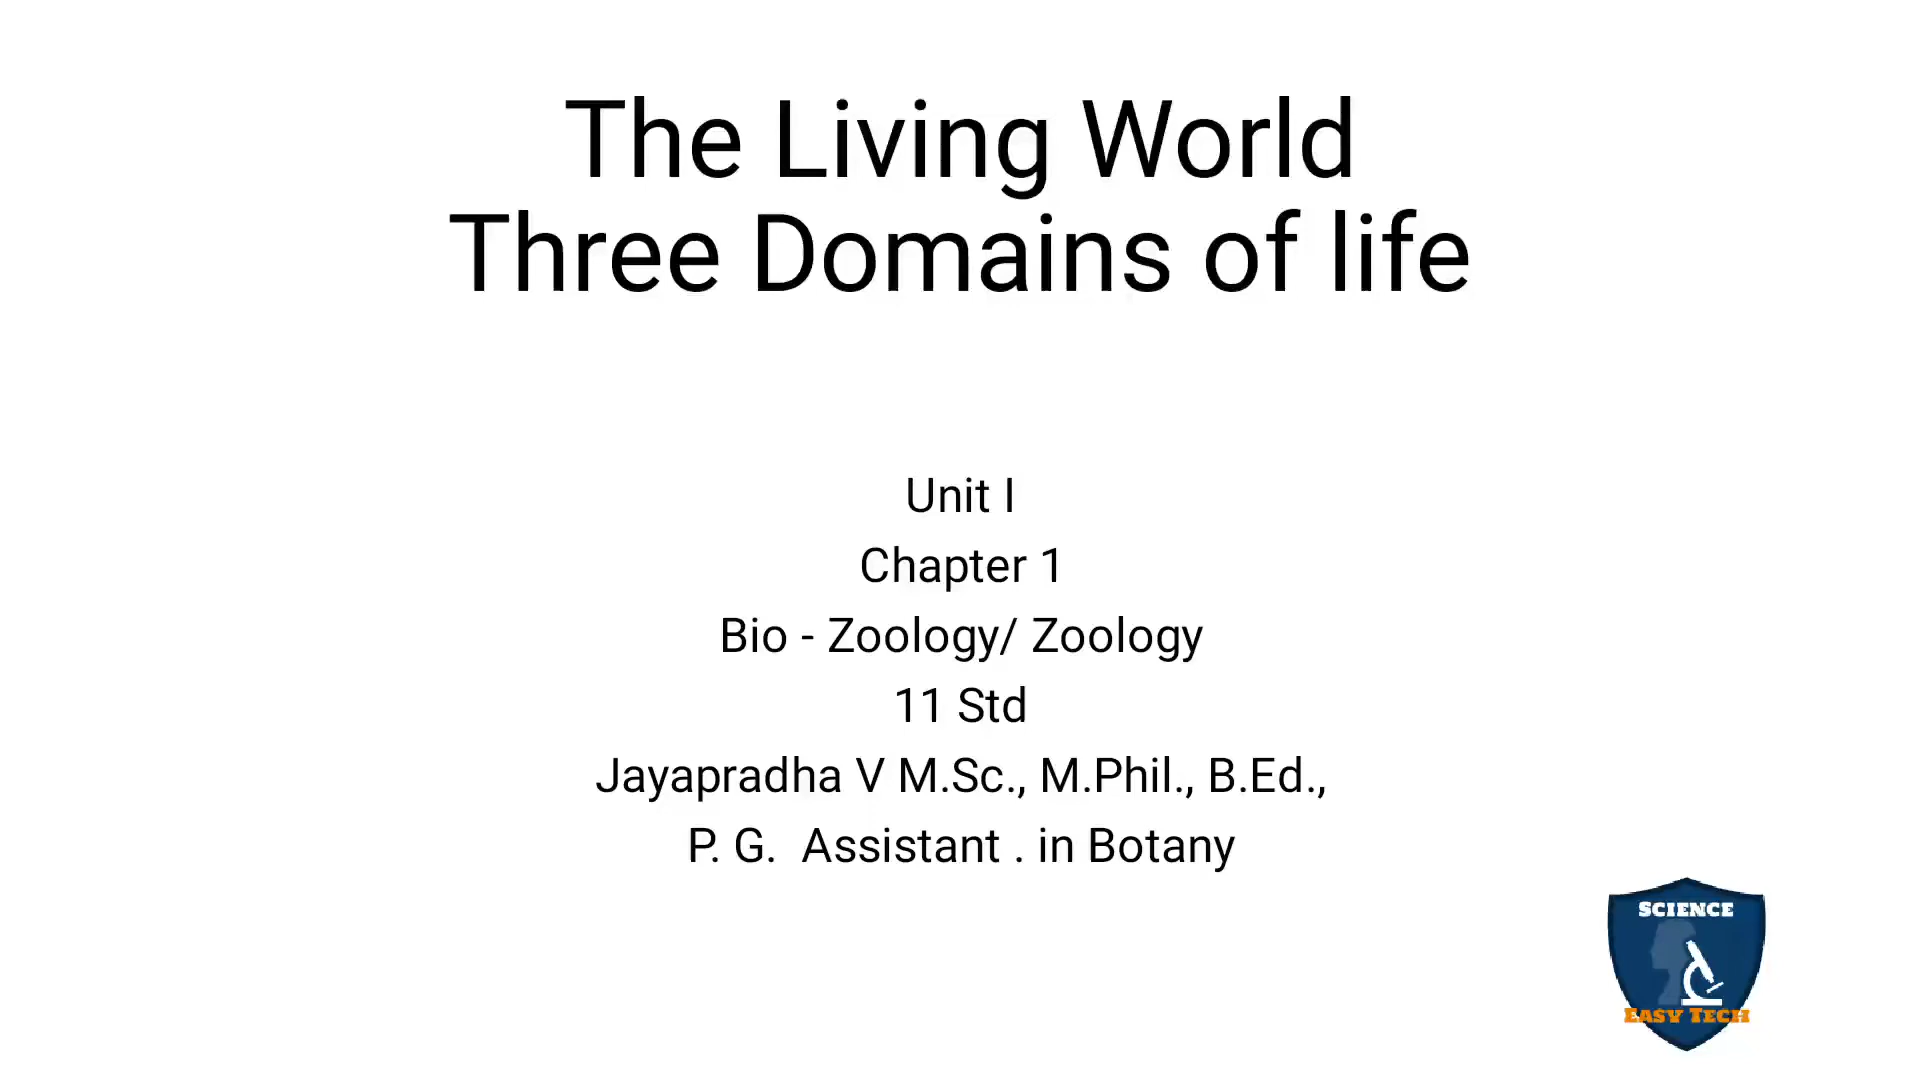 The Living World
Three Domains of life
Unit I
Chapter 1
Bio - Zoology/ Zoology
11 Std
Jayapradha V M.Sc., M.Phil., B.Ed.,
P. G.  Assistant . in Botany
SCIENCE
EASY TECH